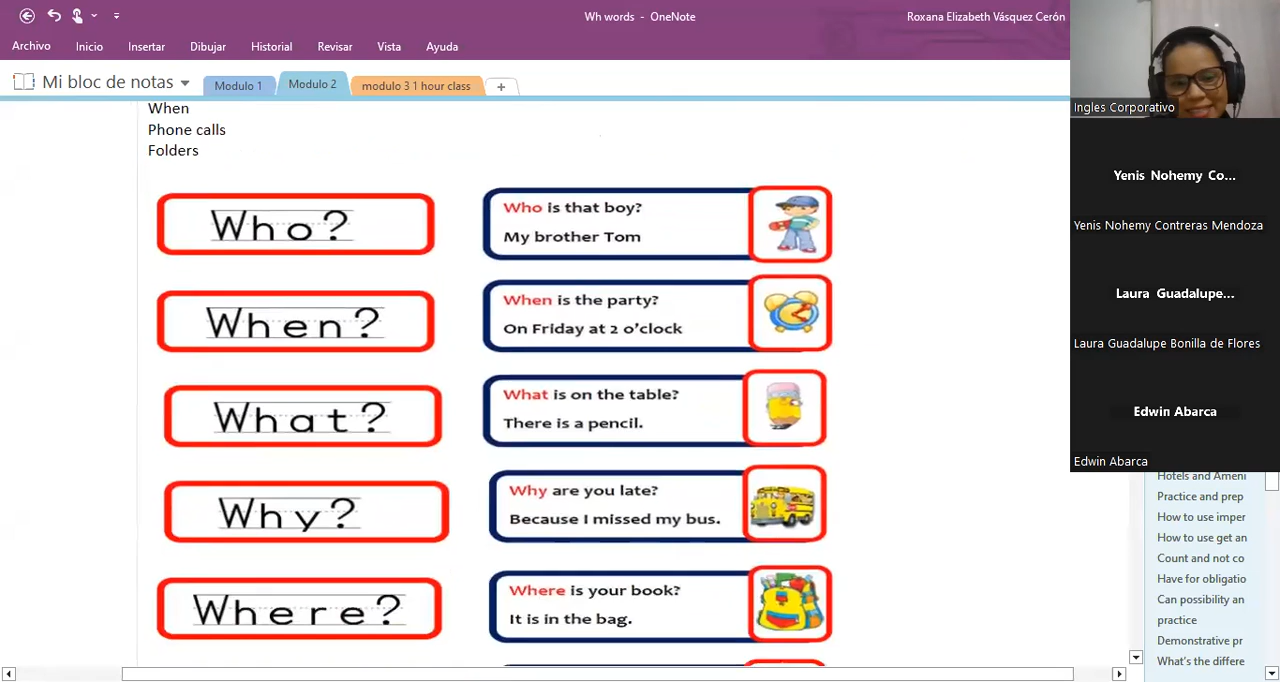 Wh words - OneNote
Roxana Elizabeth Vásquez Cerón
Archivo Inicio Insertar Dibujar Historial Revisar Vista Ayuda
Mi bloc de notas
Modulo 1 Modulo 2 modulo 3 1 hour class +
When
Phone calls
Folders
Who?
Who is that boy?
My brother Tom
When?
When is the party?
On Friday at 2 o'clock
What?
What is on the table?
There is a pencil.
Why?
Why are you late?
Because I missed my bus.
Where?
Where is your book?
It is in the bag.
Ingles Corporativo
Yenis Nohemy Co...
Yenis Nohemy Contreras Mendoza
Laura Guadalupe...
Laura Guadalupe Bonilla de Flores
Edwin Abarca
Edwin Abarca
Hotels and Ameni
Practice and prep
How to use imper
How to use get an
Count and not co
Have for obligatio
Can possibility an
practice
Demonstrative pr
What's the differe